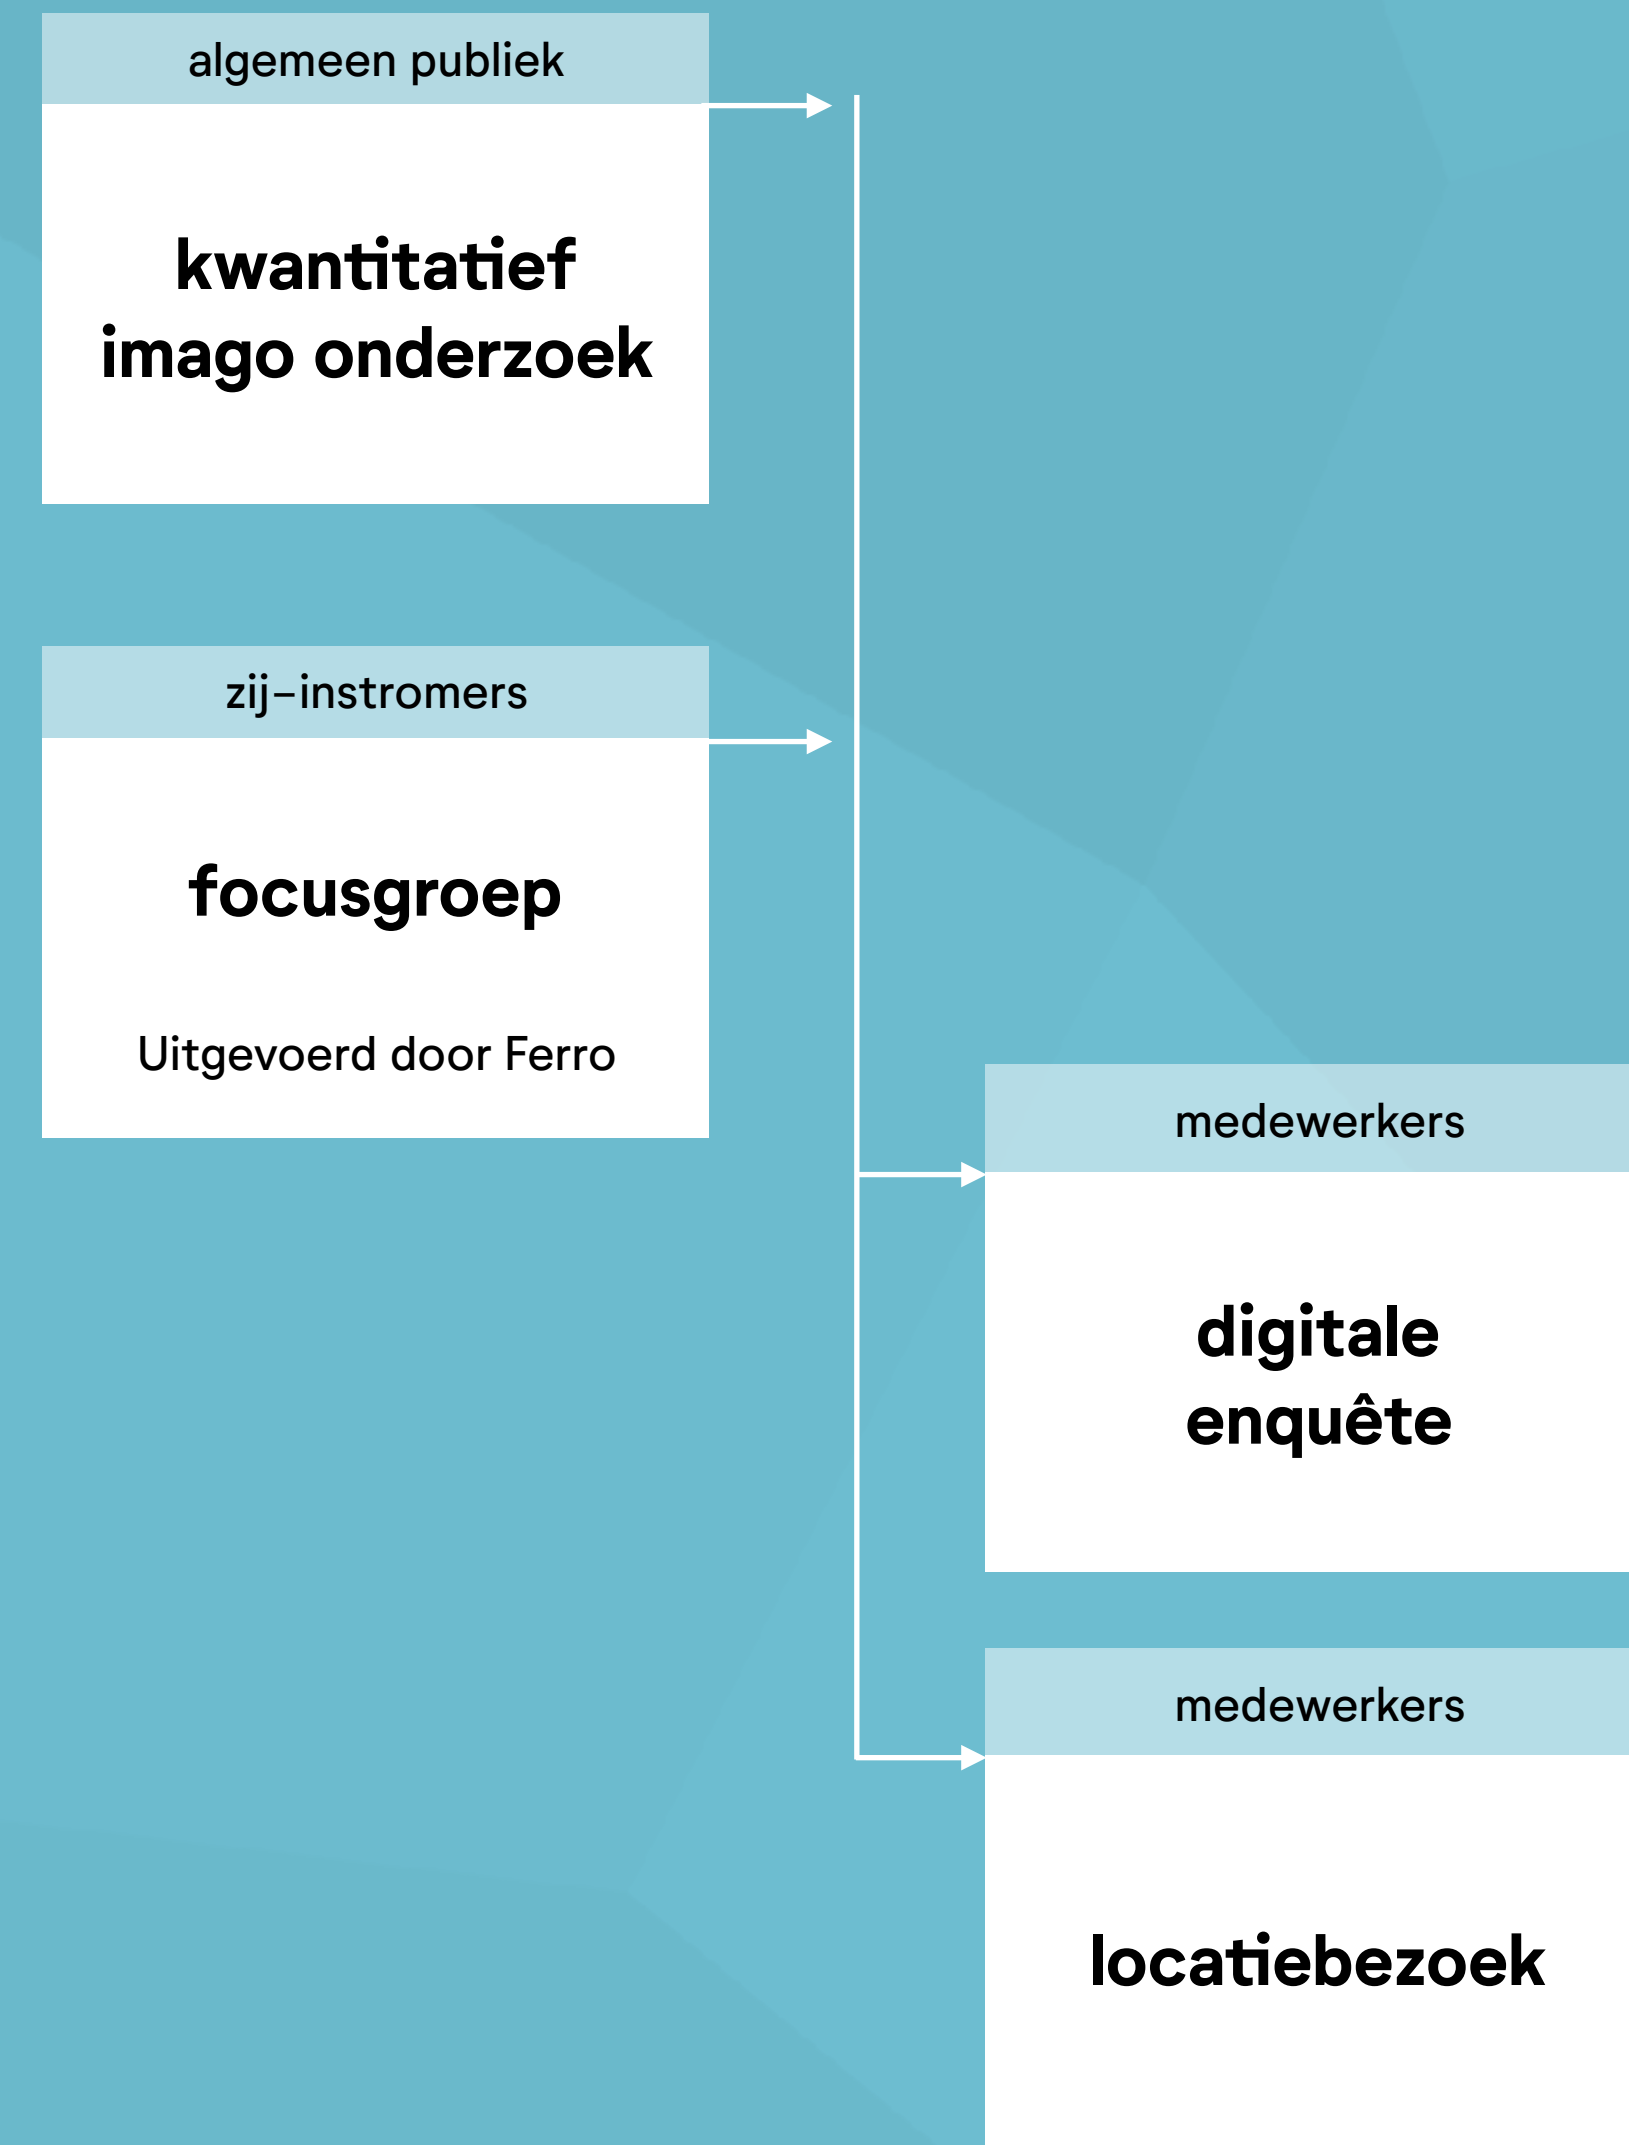 algemeen publiek
kwantitatief
imago onderzoek
zij-instromers
focusgroep
Uitgevoerd door Ferro
medewerkers
digitale
enquête
medewerkers
locatiebezoek